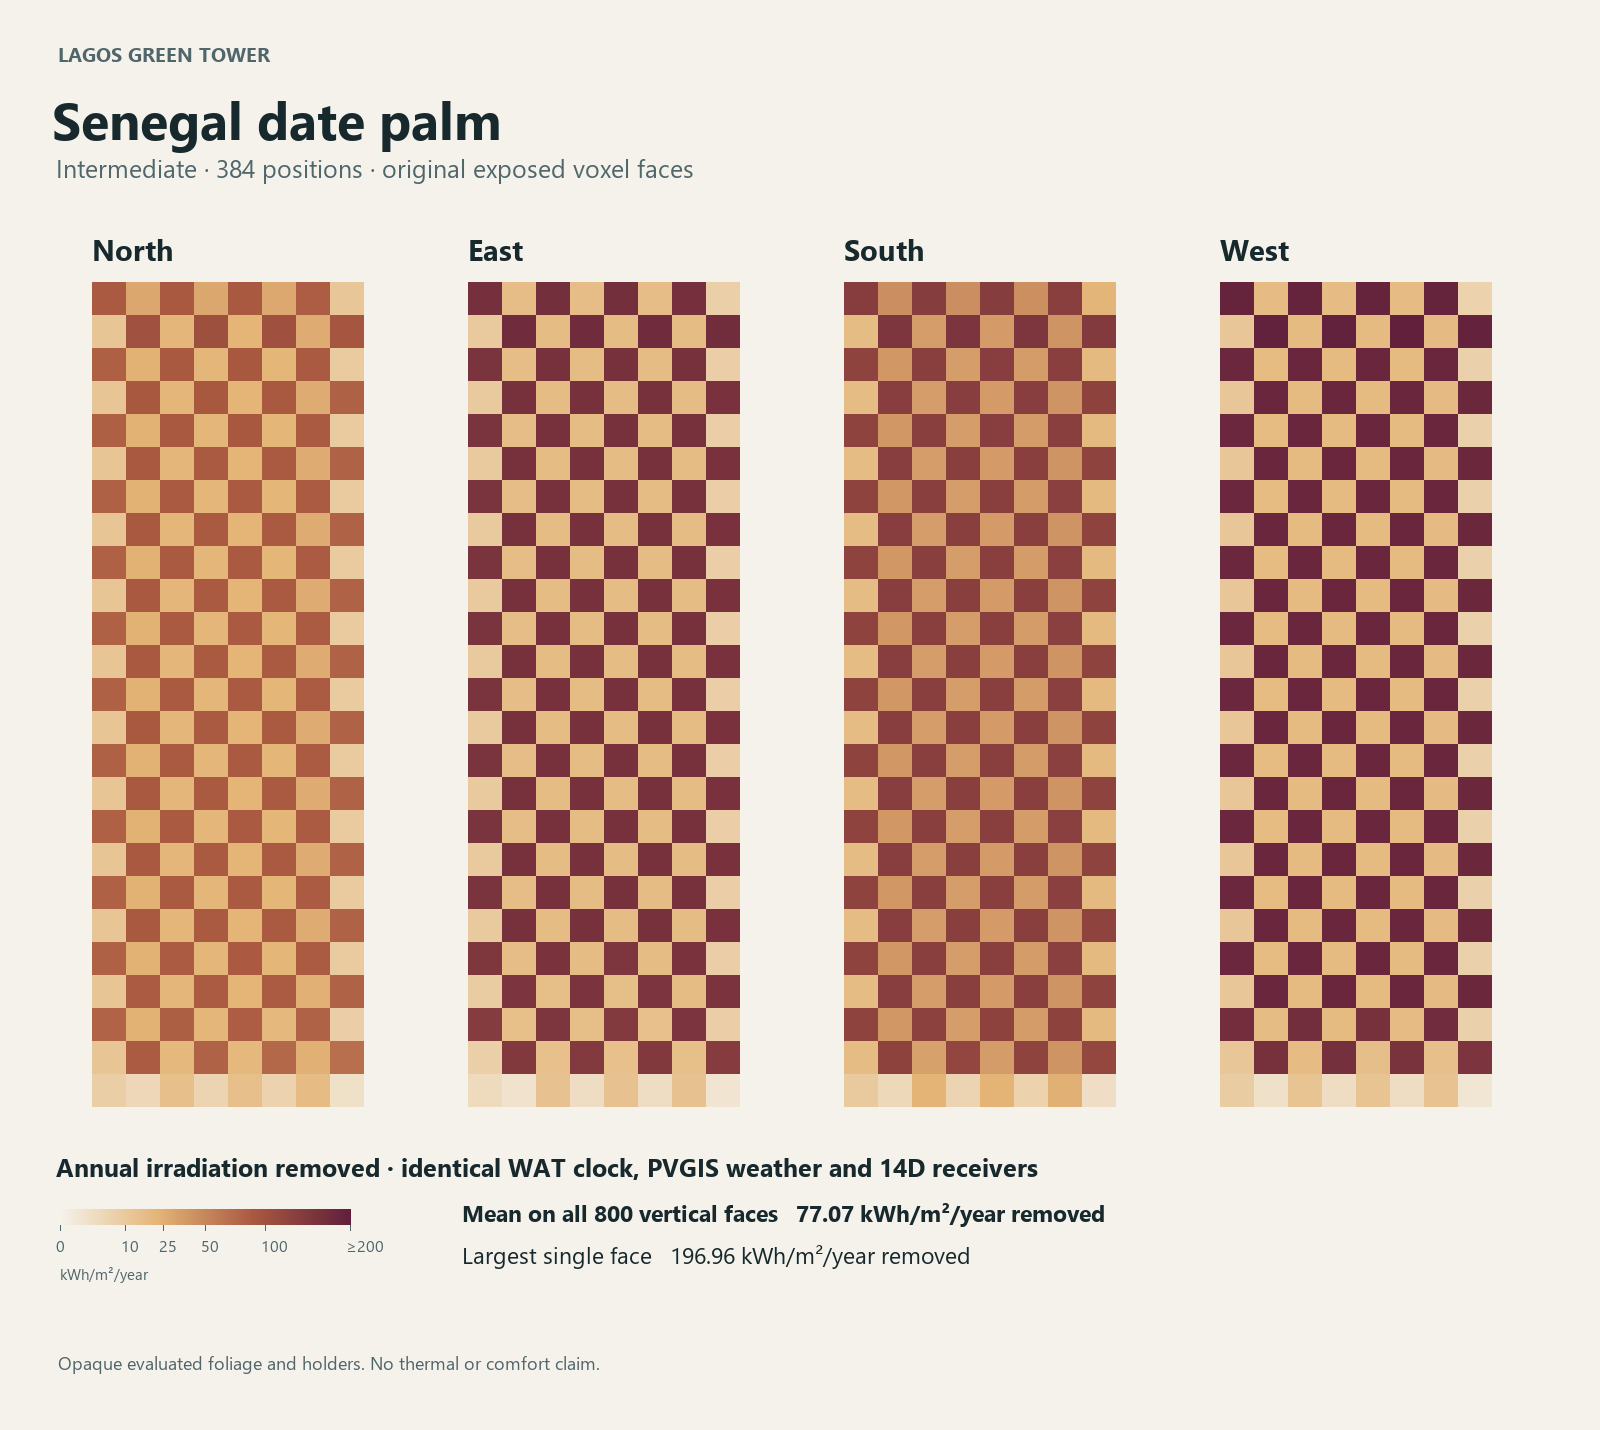 LAGOS GREEN TOWER
Senegal date palm
Intermediate · 384 positions · original exposed voxel faces
North East South West
Annual irradiation removed · identical WAT clock, PVGIS weather and 14D receivers
Mean on all 800 vertical faces 77.07 kWh/m²/year removed
0 10 25 50 100 ≥200
Largest single face 196.96 kWh/m²/year removed
kWh/m²/year
Opaque evaluated foliage and holders. No thermal or comfort claim.